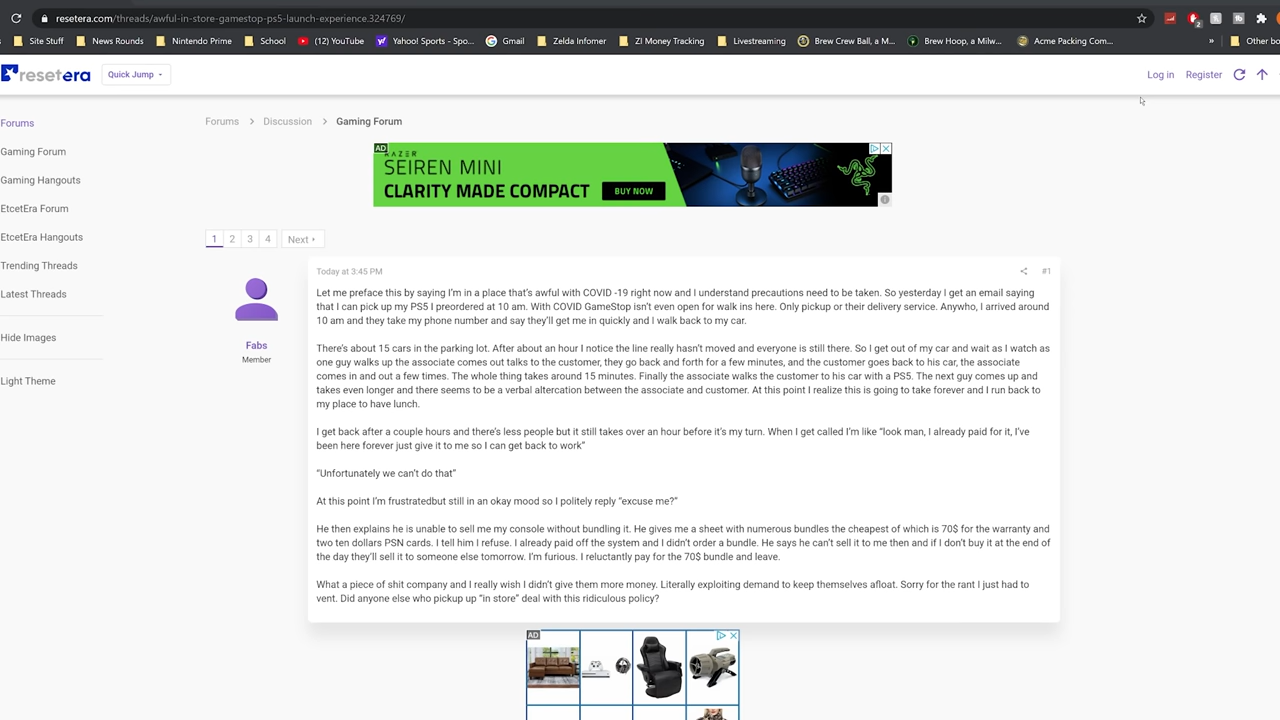 resetera.com/threads/awful-in-store-gamestop-ps5-launch-experience.324769/
Site Stuff News Rounds Nintendo Prime School (12) YouTube Yahoo! Sports - Spo... Gmail Zelda Infomer ZI Money Tracking Livestreaming Brew Crew Ball, a M... Brew Hoop, a Milw... Acme Packing Com... » Other bo
resetera Quick Jump Log in Register
Forums
Gaming Forum
Gaming Hangouts
EtcetEra Forum
EtcetEra Hangouts
Trending Threads
Latest Threads
Hide Images
Light Theme
Forums > Discussion > Gaming Forum
AD
RAZER
SEIREN MINI
CLARITY MADE COMPACT
BUY NOW
1 2 3 4 Next
Fabs
Member
Today at 3:45 PM #1
Let me preface this by saying I'm in a place that's awful with COVID -19 right now and I understand precautions need to be taken. So yesterday I get an email saying
that I can pick up my PS5 I preordered at 10 am. With COVID GameStop isn't even open for walk ins here. Only pickup or their delivery service. Anywho, I arrived around
10 am and they take my phone number and say they'll get me in quickly and I walk back to my car.
There's about 15 cars in the parking lot. After about an hour I notice the line really hasn't moved and everyone is still there. So I get out of my car and wait as I watch as
one guy walks up the associate comes out talks to the customer, they go back and forth for a few minutes, and the customer goes back to his car, the associate
comes in and out a few times. The whole thing takes around 15 minutes. Finally the associate walks the customer to his car with a PS5. The next guy comes up and
takes even longer and there seems to be a verbal altercation between the associate and customer. At this point I realize this is going to take forever and I run back to
my place to have lunch.
I get back after a couple hours and there's less people but it still takes over an hour before it's my turn. When I get called I'm like “look man, I already paid for it, I've
been here forever just give it to me so I can get back to work”
“Unfortunately we can't do that”
At this point I'm frustratedbut still in an okay mood so I politely reply “excuse me?”
He then explains he is unable to sell me my console without bundling it. He gives me a sheet with numerous bundles the cheapest of which is 70$ for the warranty and
two ten dollars PSN cards. I tell him I refuse. I already paid off the system and I didn't order a bundle. He says he can't sell it to me then and if I don't buy it at the end of
the day they'll sell it to someone else tomorrow. I'm furious. I reluctantly pay for the 70$ bundle and leave.
What a piece of shit company and I really wish I didn't give them more money. Literally exploiting demand to keep themselves afloat. Sorry for the rant I just had to
vent. Did anyone else who pickup up “in store” deal with this ridiculous policy?
AD